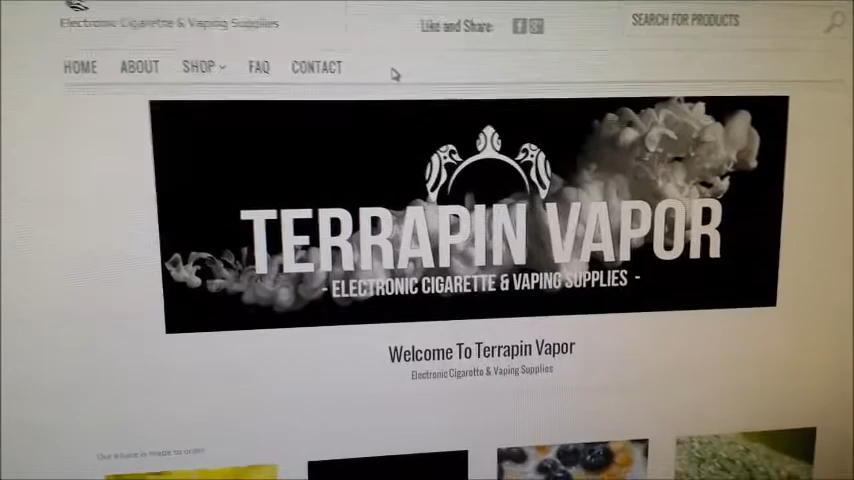 Electronic Cigarette & Vaping Supplies
Like and Share:
SEARCH FOR PRODUCTS
HOME ABOUT SHOP FAQ CONTACT
TERRAPIN VAPOR
- ELECTRONIC CIGARETTE & VAPING SUPPLIES -
Welcome To Terrapin Vapor
Electronic Cigarette & Vaping Supplies
Our eJuice is made to order